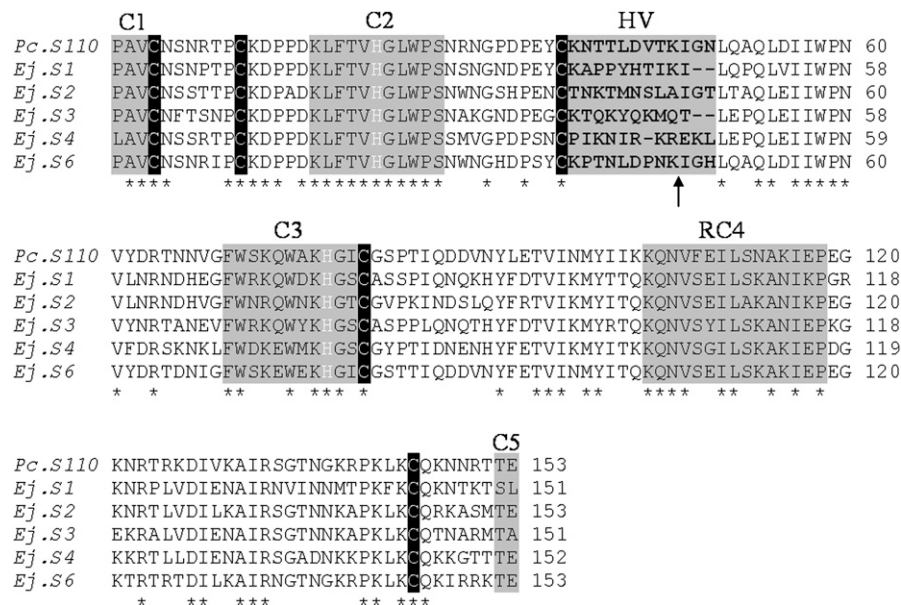 C1 C2 HV
Pc.S110 PAVCNSNRTPCKDPPDKLFTVHGLWPSNRNGPDPEYCKNTTLDVTKIGNLQAQLDIIWPN 60
Ej.S1 PAVCNSNPTPCKDPPDKLFTVHGLWPSNSNGNDPEYCKAPPYHTIKI--LQPQLVIIWPN 58
Ej.S2 PAVCNSSTTPCKDPADKLFTVHGLWPSNWNGSHPENCTNKTMNSLAIGTLTAQLEIIWPN 60
Ej.S3 PAVCNFTSNPCKDPPDKLFTVHGLWPSNAKGNDPEGCKTQKYQKMQT--LEPQLEIIWPN 58
Ej.S4 LAVCNSSRTPCKDPPDKLFTVHGLWPSSMVGPDPSNCPIKNIR-KREKLLEPQLEIIWPN 59
Ej.S6 PAVCNSNRIPCKDPPDKLFTVHGLWPSNWNGHDPSYCKPTNLDPNKIGHLQAQLDIIWPN 60
**** ***** ************ * * * * ** *****
C3 RC4
Pc.S110 VYDRTNNVGFWSKQWAKHGICGSPTIQDDVNYLETVINMYIIKKQNVFEILSNAKIEPEG 120
Ej.S1 VLNRNDHEGFWRKQWDKHGSCASSPIQNQKHYFDTVIKMYTTQKQNVSEILSKANIKPGR 118
Ej.S2 VLNRNDHVGFWNRQWNKHGTCGVPKINDSLQYFRTVIKMYITQKQNVSEILAKANIEPEG 120
Ej.S3 VYNRTANEVFWRKQWYKHGSCASPPLQNQTHYFDTVIKMYRTQKQNVSYILSKANIEPKG 118
Ej.S4 VFDRSKNKLFWDKEWMKHGSCGYPTIDNENHYFETVIKMYITKKQNVSGILSKAKIEPDG 119
Ej.S6 VYDRTDNIGFWSKEWEKHGICGSTTIQDDVNYFETVIKMYITQKQNVSEILSKAKIEPEG 120
* * ** * *** * * ** ** **** ** * * *
C5
Pc.S110 KNRTRKDIVKAIRSGTNGKRPKLKCQKNNRTTE 153
Ej.S1 KNRPLVDIENAIRNVINNMTPKFKCQKNTKTSL 151
Ej.S2 KNRTLVDILKAIRSGTNNKAPKLKCQRKASMTE 153
Ej.S3 EKRALVDIENAIRSGTNNKAPKLKCQTNARMTA 151
Ej.S4 KKRTLLDIENAIRSGADNKKPKLKCQKKGTTTE 152
Ej.S6 KTRTRTDILNAIRNGTNGKRPKLKCQKIRRKTE 153
* ** *** ** ***